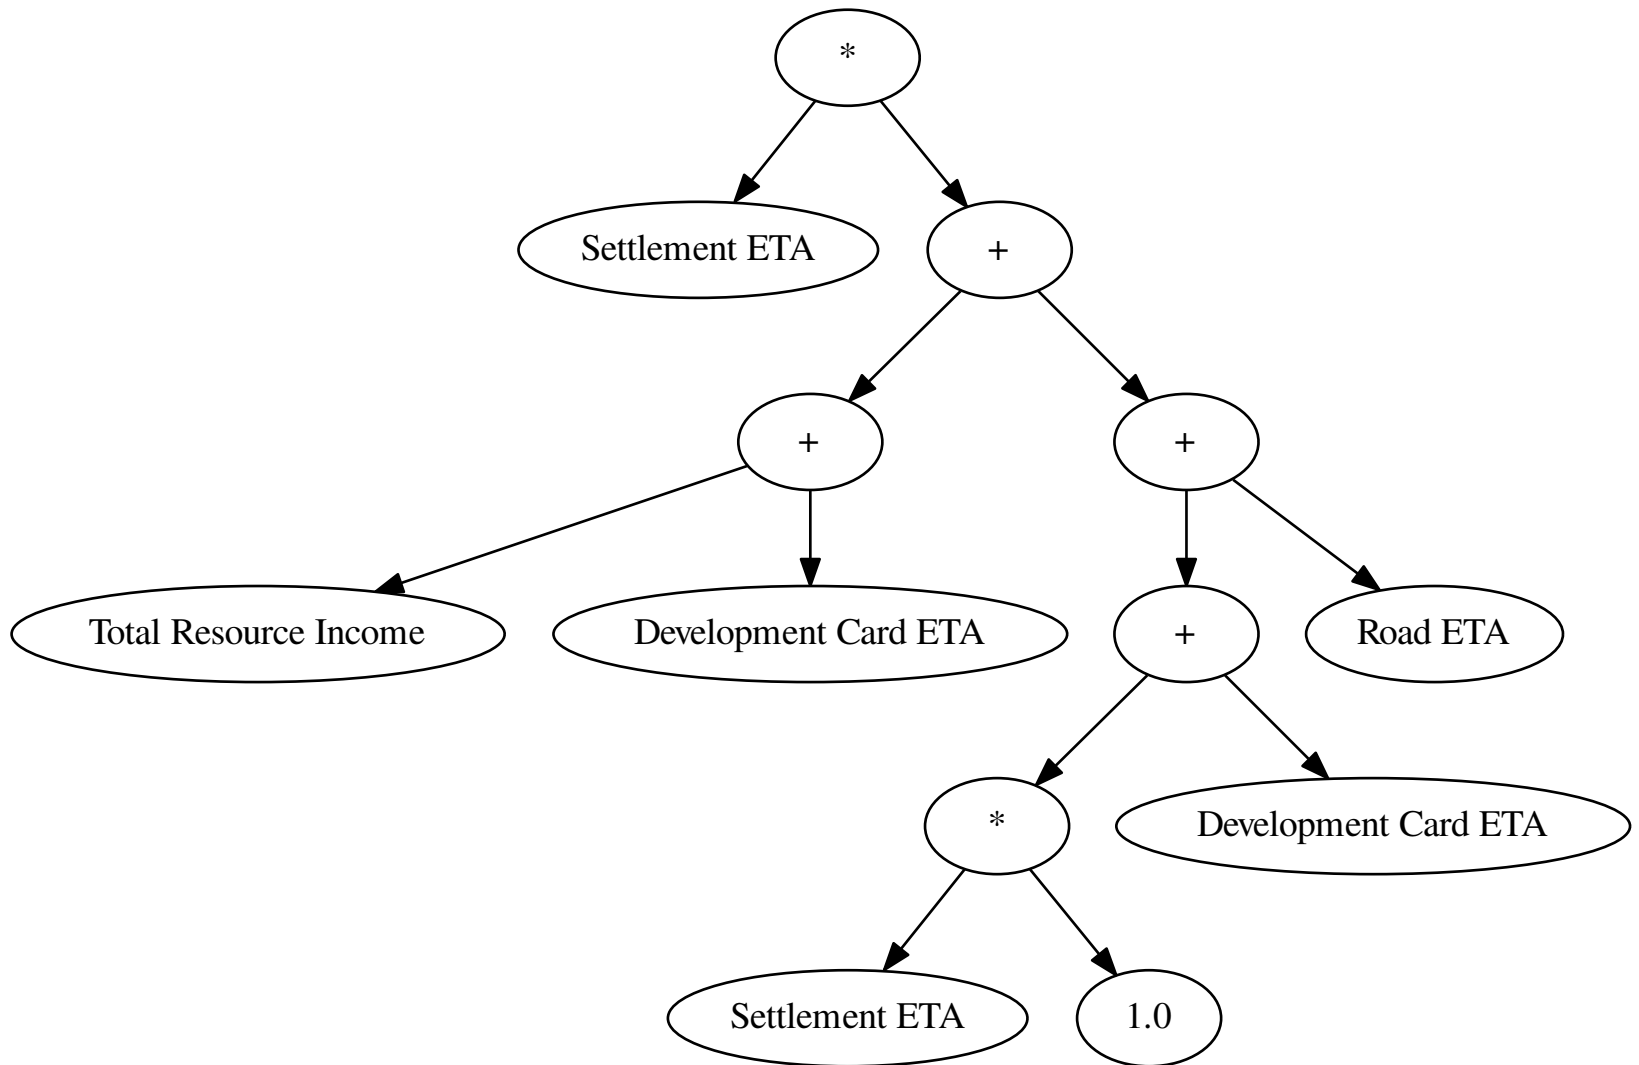 *
Settlement ETA
+
+
+
Total Resource Income
Development Card ETA
+
Road ETA
*
Development Card ETA
Settlement ETA
1.0